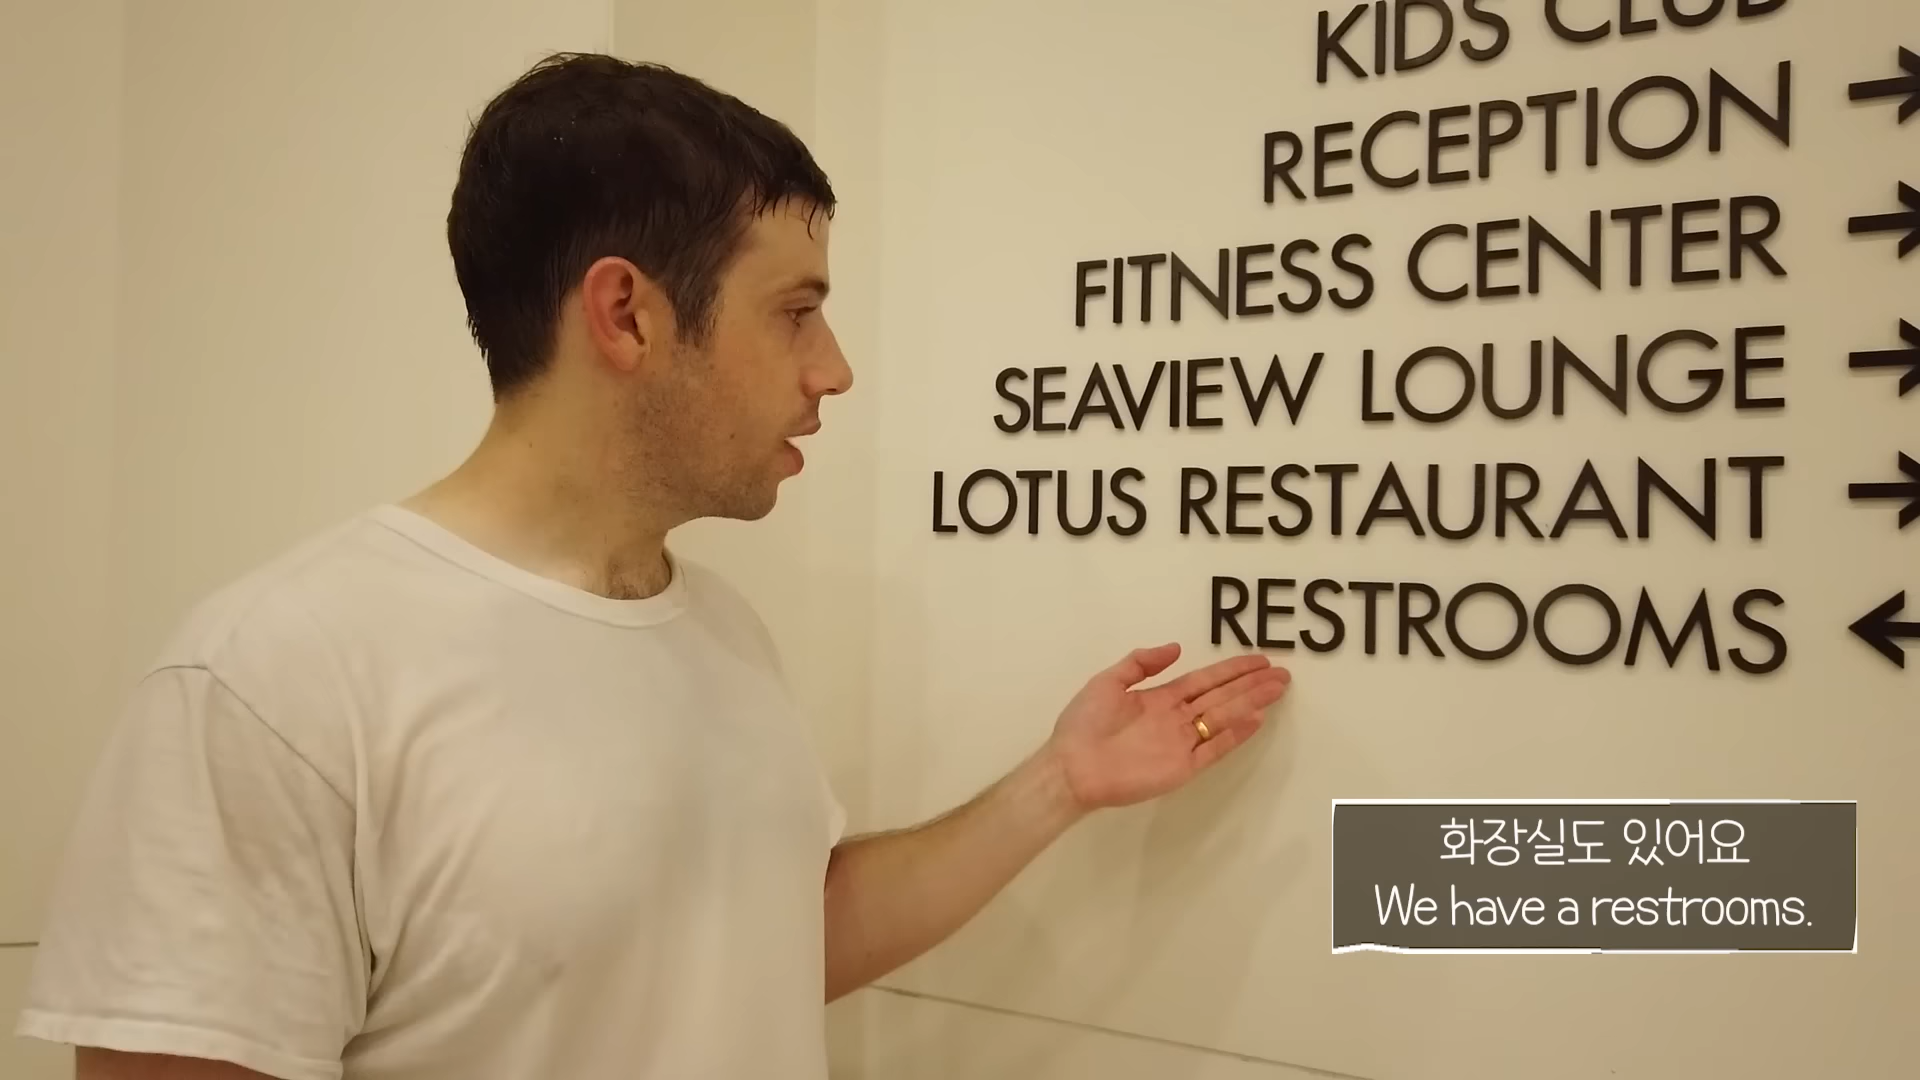 KIDS CLUB
RECEPTION →
FITNESS CENTER →
SEAVIEW LOUNGE →
LOTUS RESTAURANT →
RESTROOMS ←
화장실도 있어요
We have a restrooms.